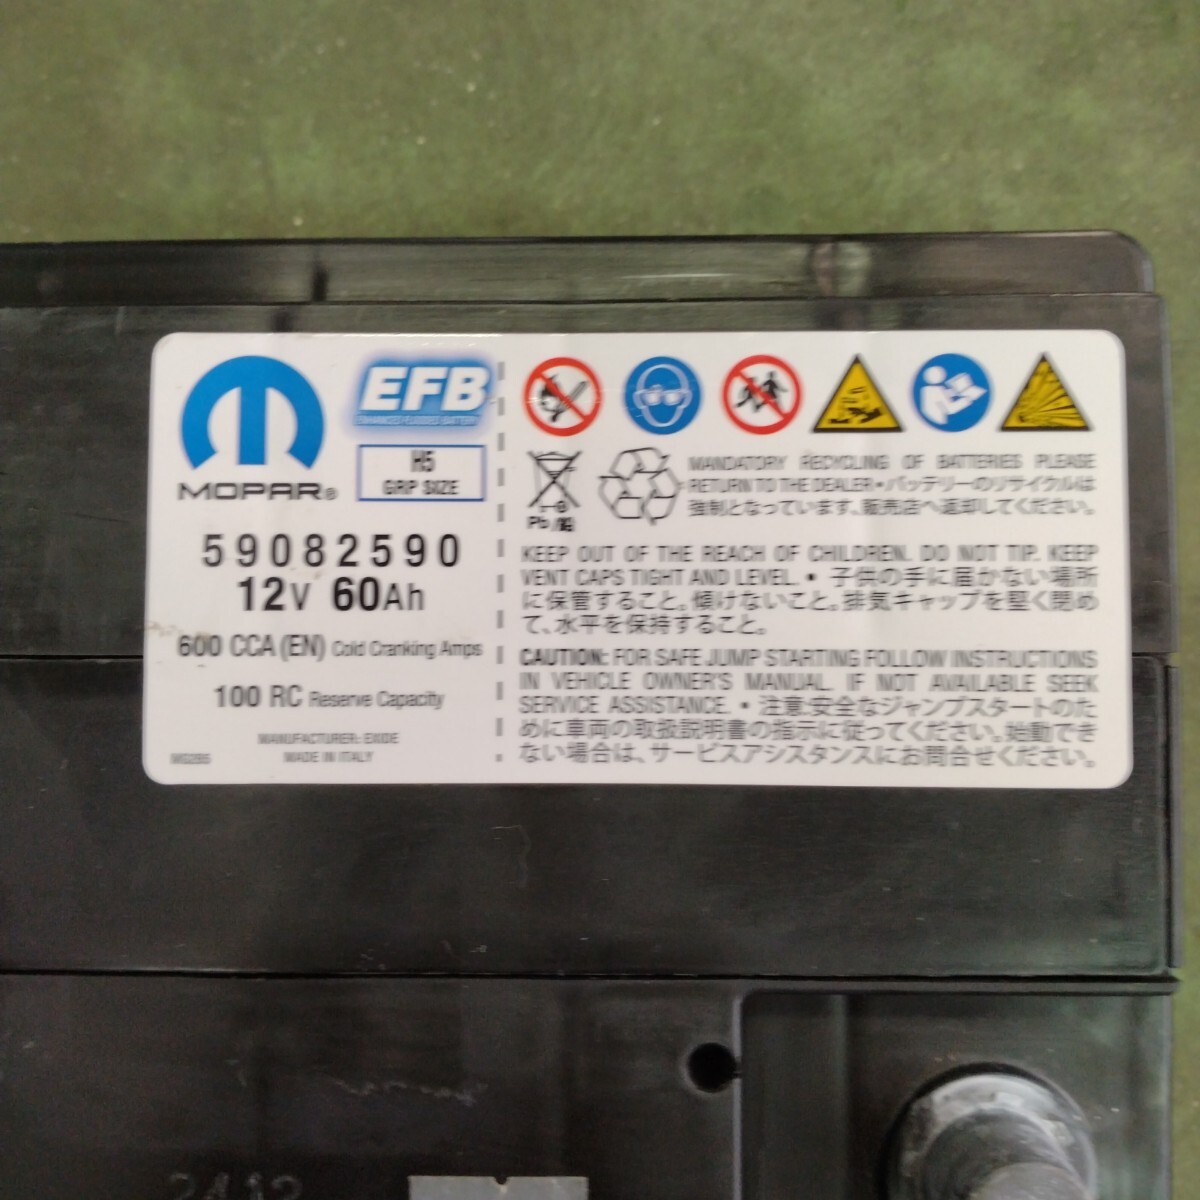 MOPAR®
EFB
ENHANCED FLOODED BATTERY
H5
GRP SIZE
59082590
12V 60Ah
600 CCA (EN) Cold Cranking Amps
100 RC Reserve Capacity
MANUFACTURER: EXIDE
MADE IN ITALY
Pb/鉛
MANDATORY RECYCLING OF BATTERIES PLEASE
RETURN TO THE DEALER • バッテリーのリサイクルは
強制となっています、販売店へ返却してください。
KEEP OUT OF THE REACH OF CHILDREN. DO NOT TIP. KEEP
VENT CAPS TIGHT AND LEVEL. • 子供の手に届かない場所
に保管すること。傾けないこと。排気キャップを堅く閉め
て、水平を保持すること。
CAUTION: FOR SAFE JUMP STARTING FOLLOW INSTRUCTIONS
IN VEHICLE OWNER'S MANUAL. IF NOT AVAILABLE SEEK
SERVICE ASSISTANCE. • 注意:安全なジャンプスタートのた
めに車両の取扱説明書の指示に従ってください。始動でき
ない場合は、サービスアシスタンスにお問合せください。
2412